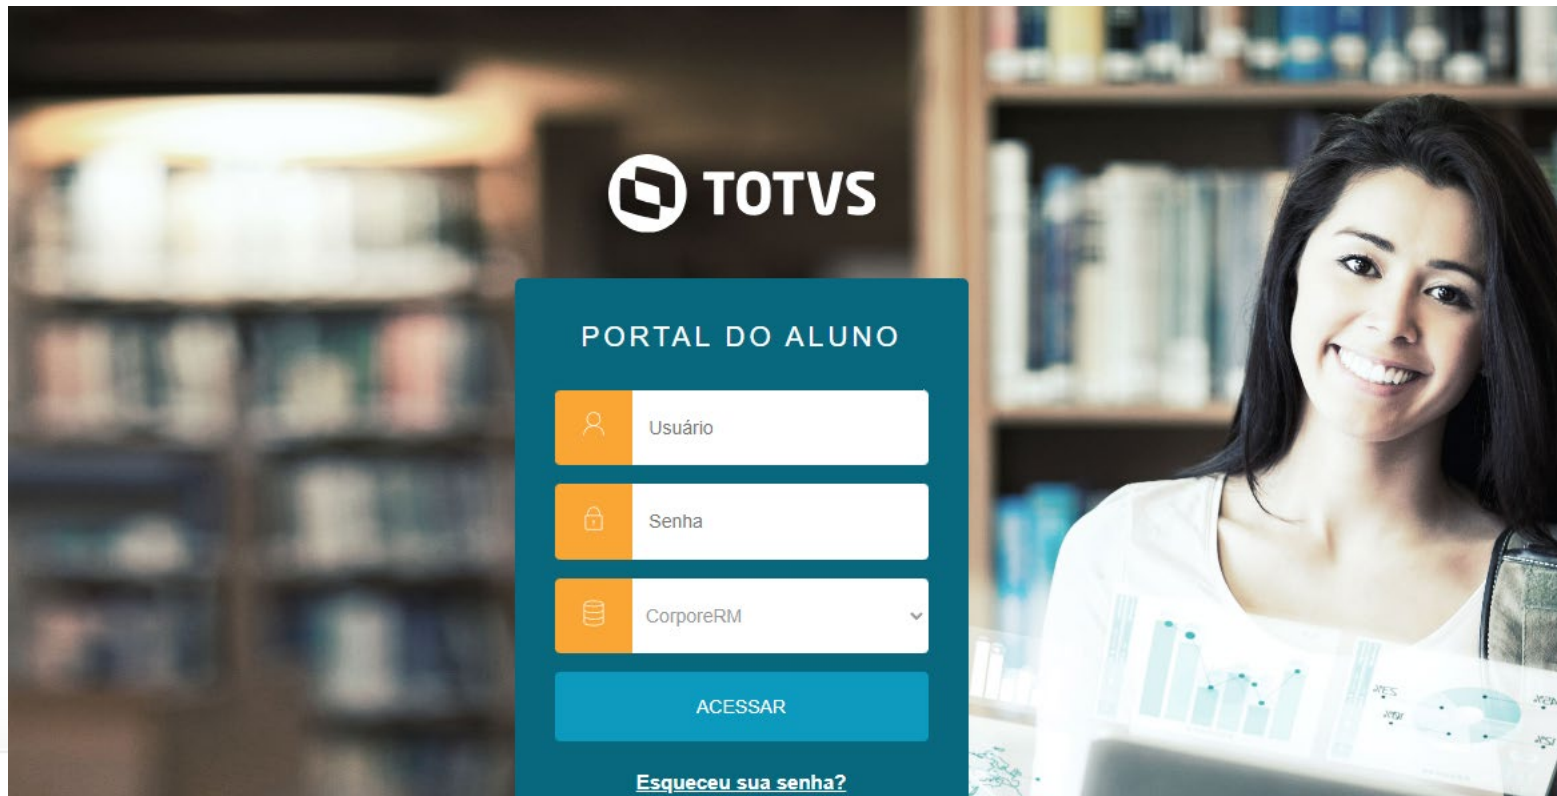 TOTVS
PORTAL DO ALUNO
Usuário
Senha
CorporeRM
ACESSAR
Esqueceu sua senha?